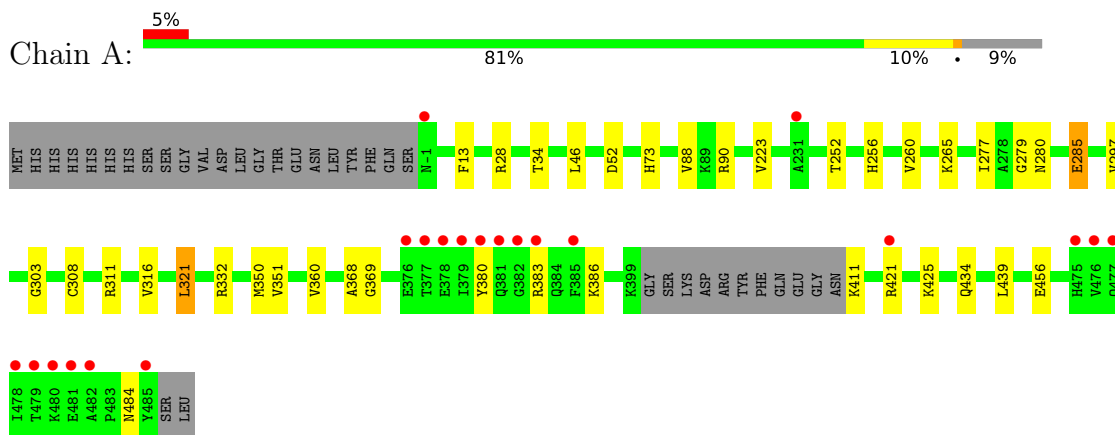 5%
Chain A:
81% 10% • 9%
MET HIS HIS HIS HIS HIS HIS SER SER GLY VAL ASP LEU GLY THR GLU ASN LEU TYR PHE GLN SER N-1 F13 R28 T34 L46 D52 H73 V88 K89 R90 V223 A231 T252 H256 V260 K265 I277 A278 G279 N280 E285
G303 C308 R311 V316 L321 R332 M350 V351 V360 A368 G369 E376 T377 E378 I379 Y380 Q381 G382 R383 Q384 F385 K386 K399 GLY SER LYS ASP ARG TYR PHE GLN GLU GLY ASN K411 R421 K425 Q434 L439 E456 H475 V476
I478 T479 K480 E481 A482 P483 N484 Y485 SER LEU